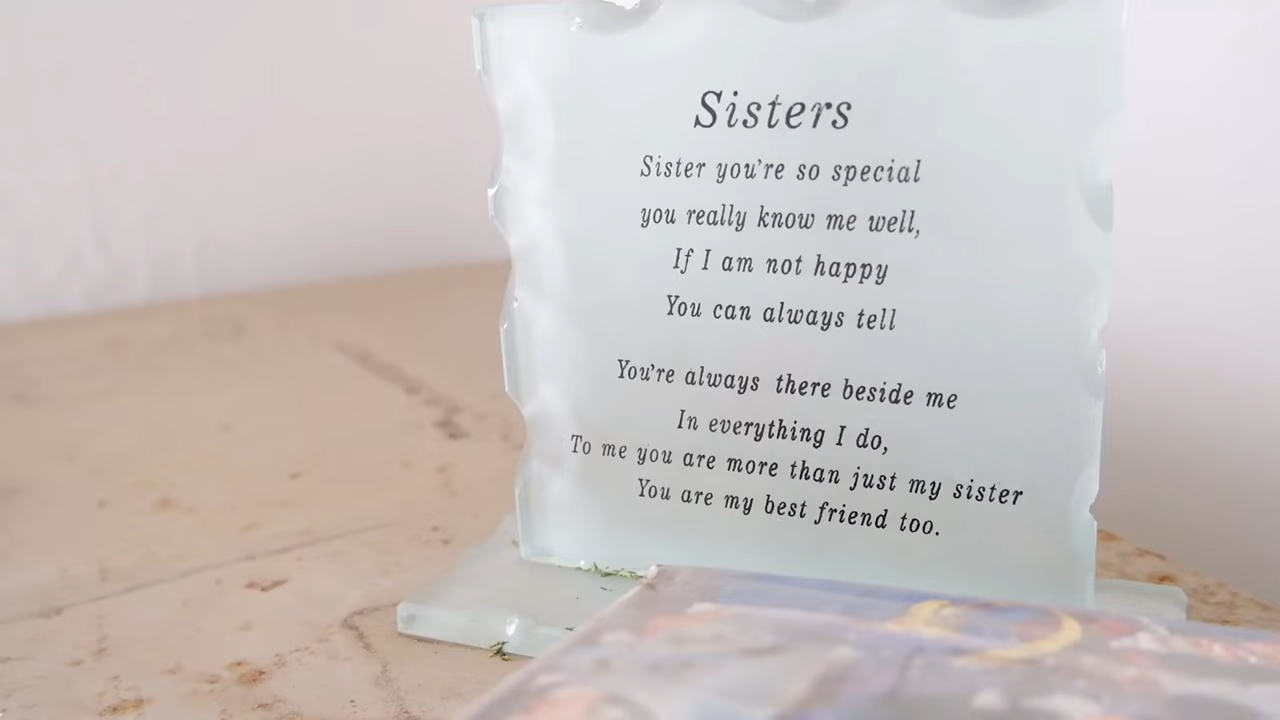 Sisters
Sister you're so special
you really know me well,
If I am not happy
You can always tell
You're always there beside me
In everything I do,
To me you are more than just my sister
You are my best friend too.